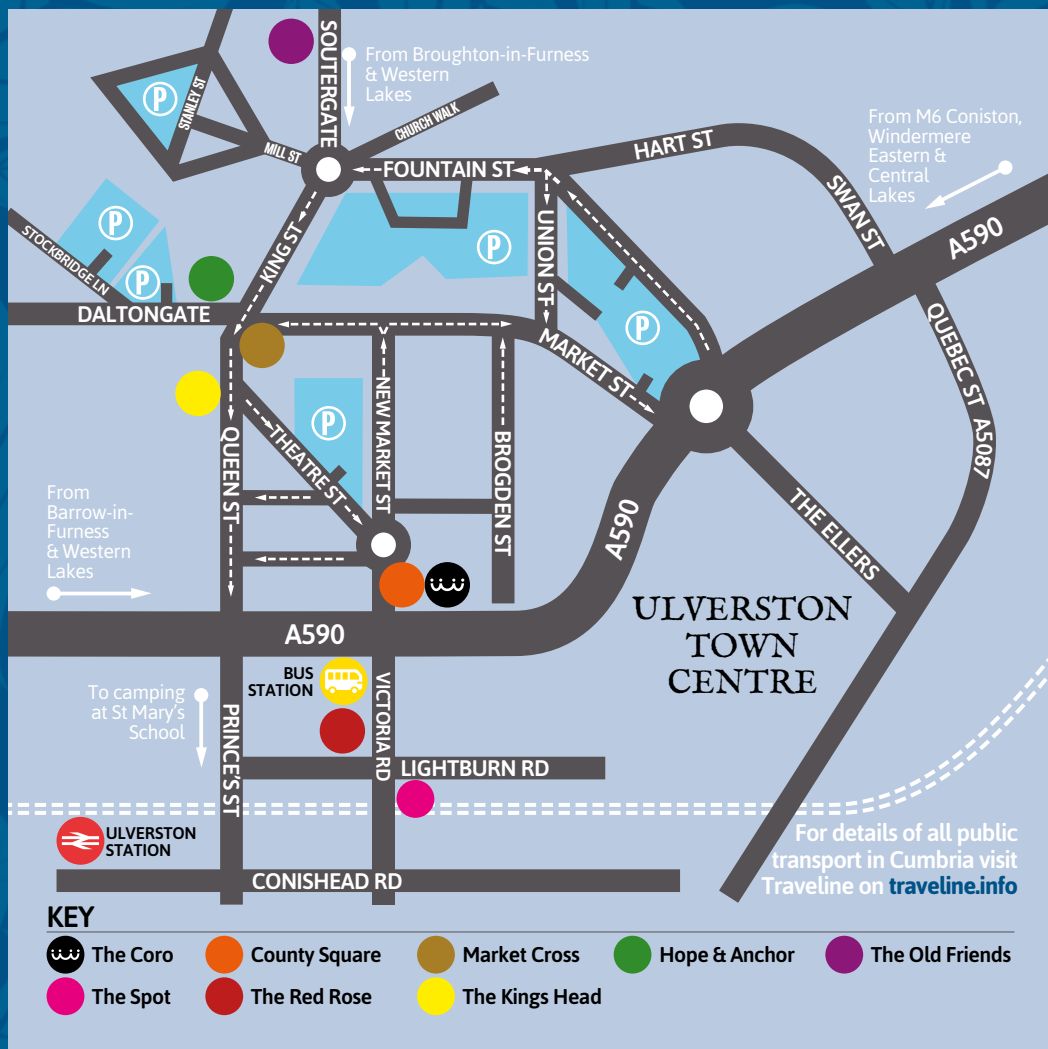 SOUTERGATE
From Broughton-in-Furness
& Western
Lakes
STANLEY ST
P
MILL ST
CHURCH WALK
FOUNTAIN ST
HART ST
From M6 Coniston,
Windermere
Eastern &
Central
Lakes
SWAN ST
A590
STOCKBRIDGE LN
P
P
KING ST
P
UNION ST
P
DALTONGATE
MARKET ST
QUEBEC ST A5087
P
NEW MARKET ST
THEATRE ST
QUEEN ST
BROGDEN ST
From
Barrow-in-
Furness
& Western
Lakes
A590
THE ELLERS
A590
ULVERSTON
TOWN
CENTRE
BUS
STATION
To camping
at St Mary's
School
PRINCE'S ST
VICTORIA RD
LIGHTBURN RD
ULVERSTON
STATION
CONISHEAD RD
For details of all public
transport in Cumbria visit
Traveline on traveline.info
KEY
The Coro
County Square
Market Cross
Hope & Anchor
The Old Friends
The Spot
The Red Rose
The Kings Head